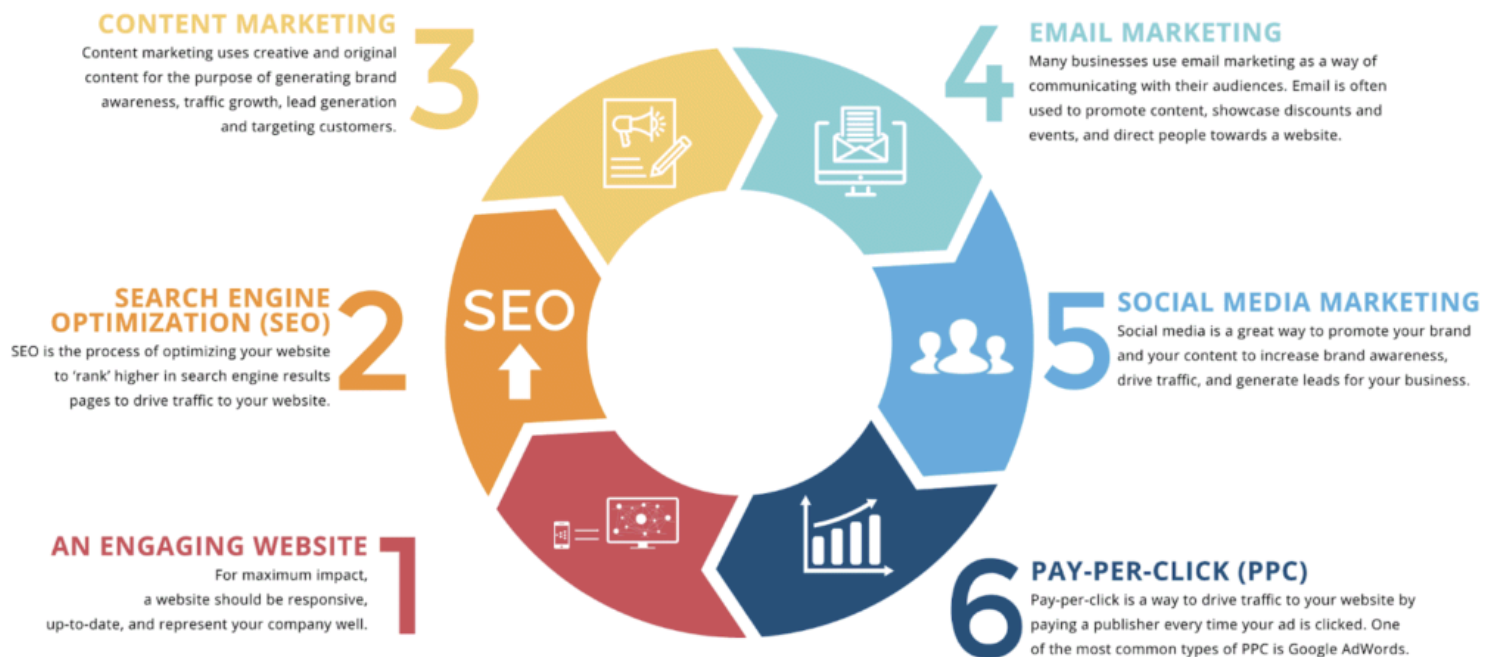 CONTENT MARKETING
Content marketing uses creative and original
content for the purpose of generating brand
awareness, traffic growth, lead generation
and targeting customers.
3
4
EMAIL MARKETING
Many businesses use email marketing as a way of
communicating with their audiences. Email is often
used to promote content, showcase discounts and
events, and direct people towards a website.
SEARCH ENGINE
OPTIMIZATION (SEO)
SEO is the process of optimizing your website
to ‘rank’ higher in search engine results
pages to drive traffic to your website.
2
SEO
5
SOCIAL MEDIA MARKETING
Social media is a great way to promote your brand
and your content to increase brand awareness,
drive traffic, and generate leads for your business.
AN ENGAGING WEBSITE
For maximum impact,
a website should be responsive,
up-to-date, and represent your company well.
1
6
PAY-PER-CLICK (PPC)
Pay-per-click is a way to drive traffic to your website by
paying a publisher every time your ad is clicked. One
of the most common types of PPC is Google AdWords.